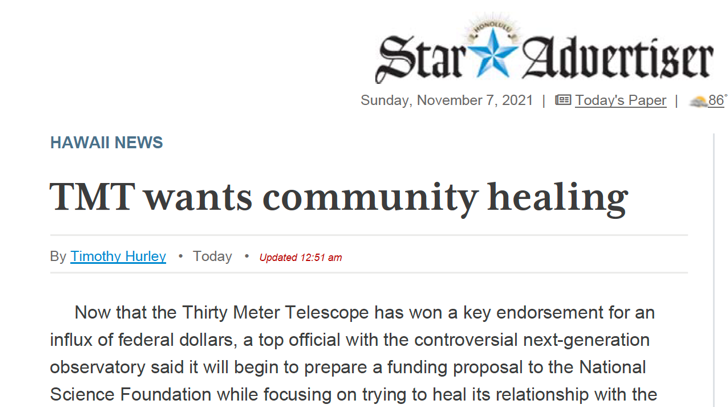 HONOLULU
Star Advertiser
Sunday, November 7, 2021 | Today's Paper | 86°
HAWAII NEWS
TMT wants community healing
By Timothy Hurley • Today • Updated 12:51 am
Now that the Thirty Meter Telescope has won a key endorsement for an
influx of federal dollars, a top official with the controversial next-generation
observatory said it will begin to prepare a funding proposal to the National
Science Foundation while focusing on trying to heal its relationship with the